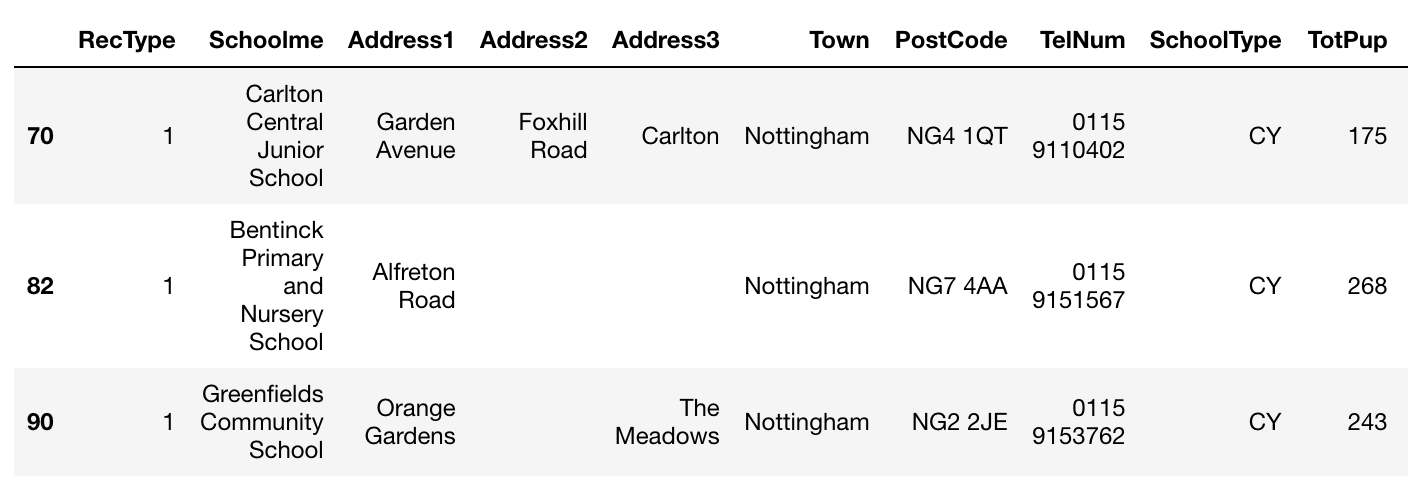 RecType Schoolme Address1 Address2 Address3 Town PostCode TelNum SchoolType TotPup
70 1 Carlton Central Junior School Garden Avenue Foxhill Road Carlton Nottingham NG4 1QT 0115 9110402 CY 175
82 1 Bentinck Primary and Nursery School Alfreton Road Nottingham NG7 4AA 0115 9151567 CY 268
90 1 Greenfields Community School Orange Gardens The Meadows Nottingham NG2 2JE 0115 9153762 CY 243